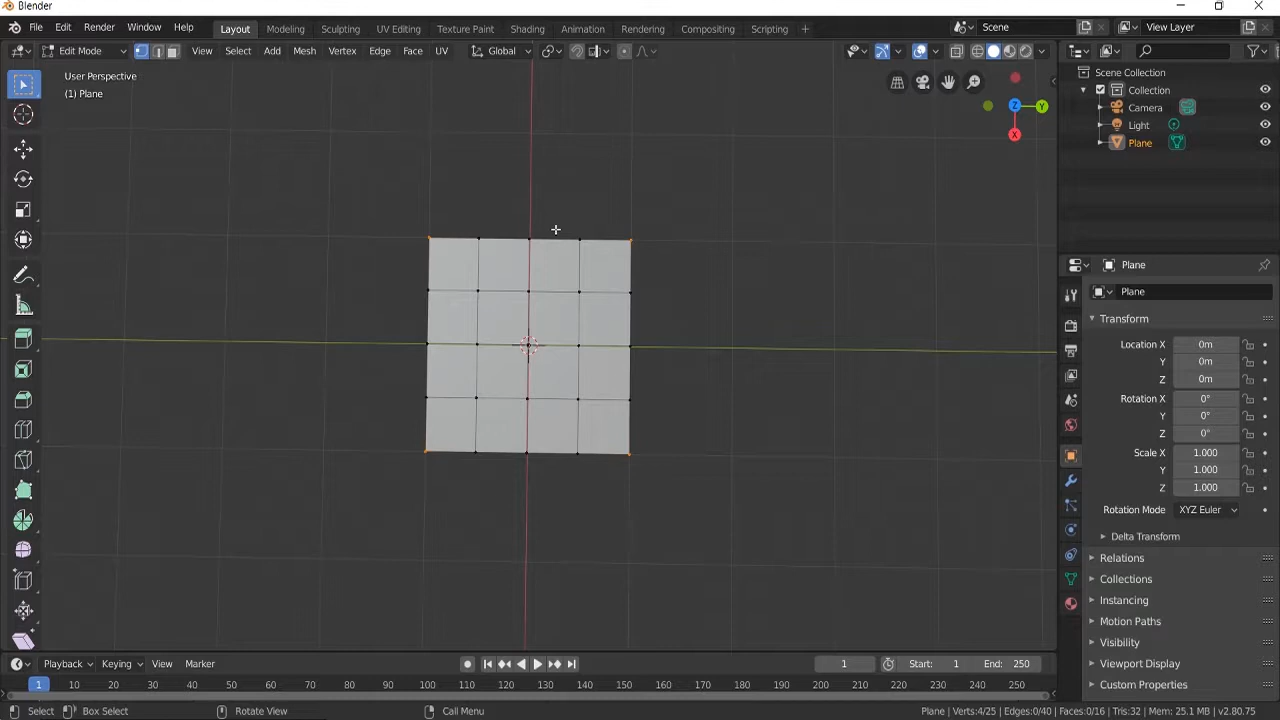 Blender
File Edit Render Window Help Layout Modeling Sculpting UV Editing Texture Paint Shading Animation Rendering Compositing Scripting + Scene View Layer
Edit Mode View Select Add Mesh Vertex Edge Face UV Global
User Perspective
(1) Plane
Z Y
X
Scene Collection
Collection
Camera
Light
Plane
Plane
Plane
Transform
Location X 0m
Y 0m
Z 0m
Rotation X 0°
Y 0°
Z 0°
Scale X 1.000
Y 1.000
Z 1.000
Rotation Mode XYZ Euler
Delta Transform
Relations
Collections
Instancing
Motion Paths
Visibility
Viewport Display
Custom Properties
Playback Keying View Marker 1 Start: 1 End: 250
1 10 20 30 40 50 60 70 80 90 100 110 120 130 140 150 160 170 180 190 200 210 220 230 240 250
Select Box Select Rotate View Call Menu Plane | Verts:4/25 | Edges:0/40 | Faces:0/16 | Tris:32 | Mem: 25.1 MB | v2.80.75